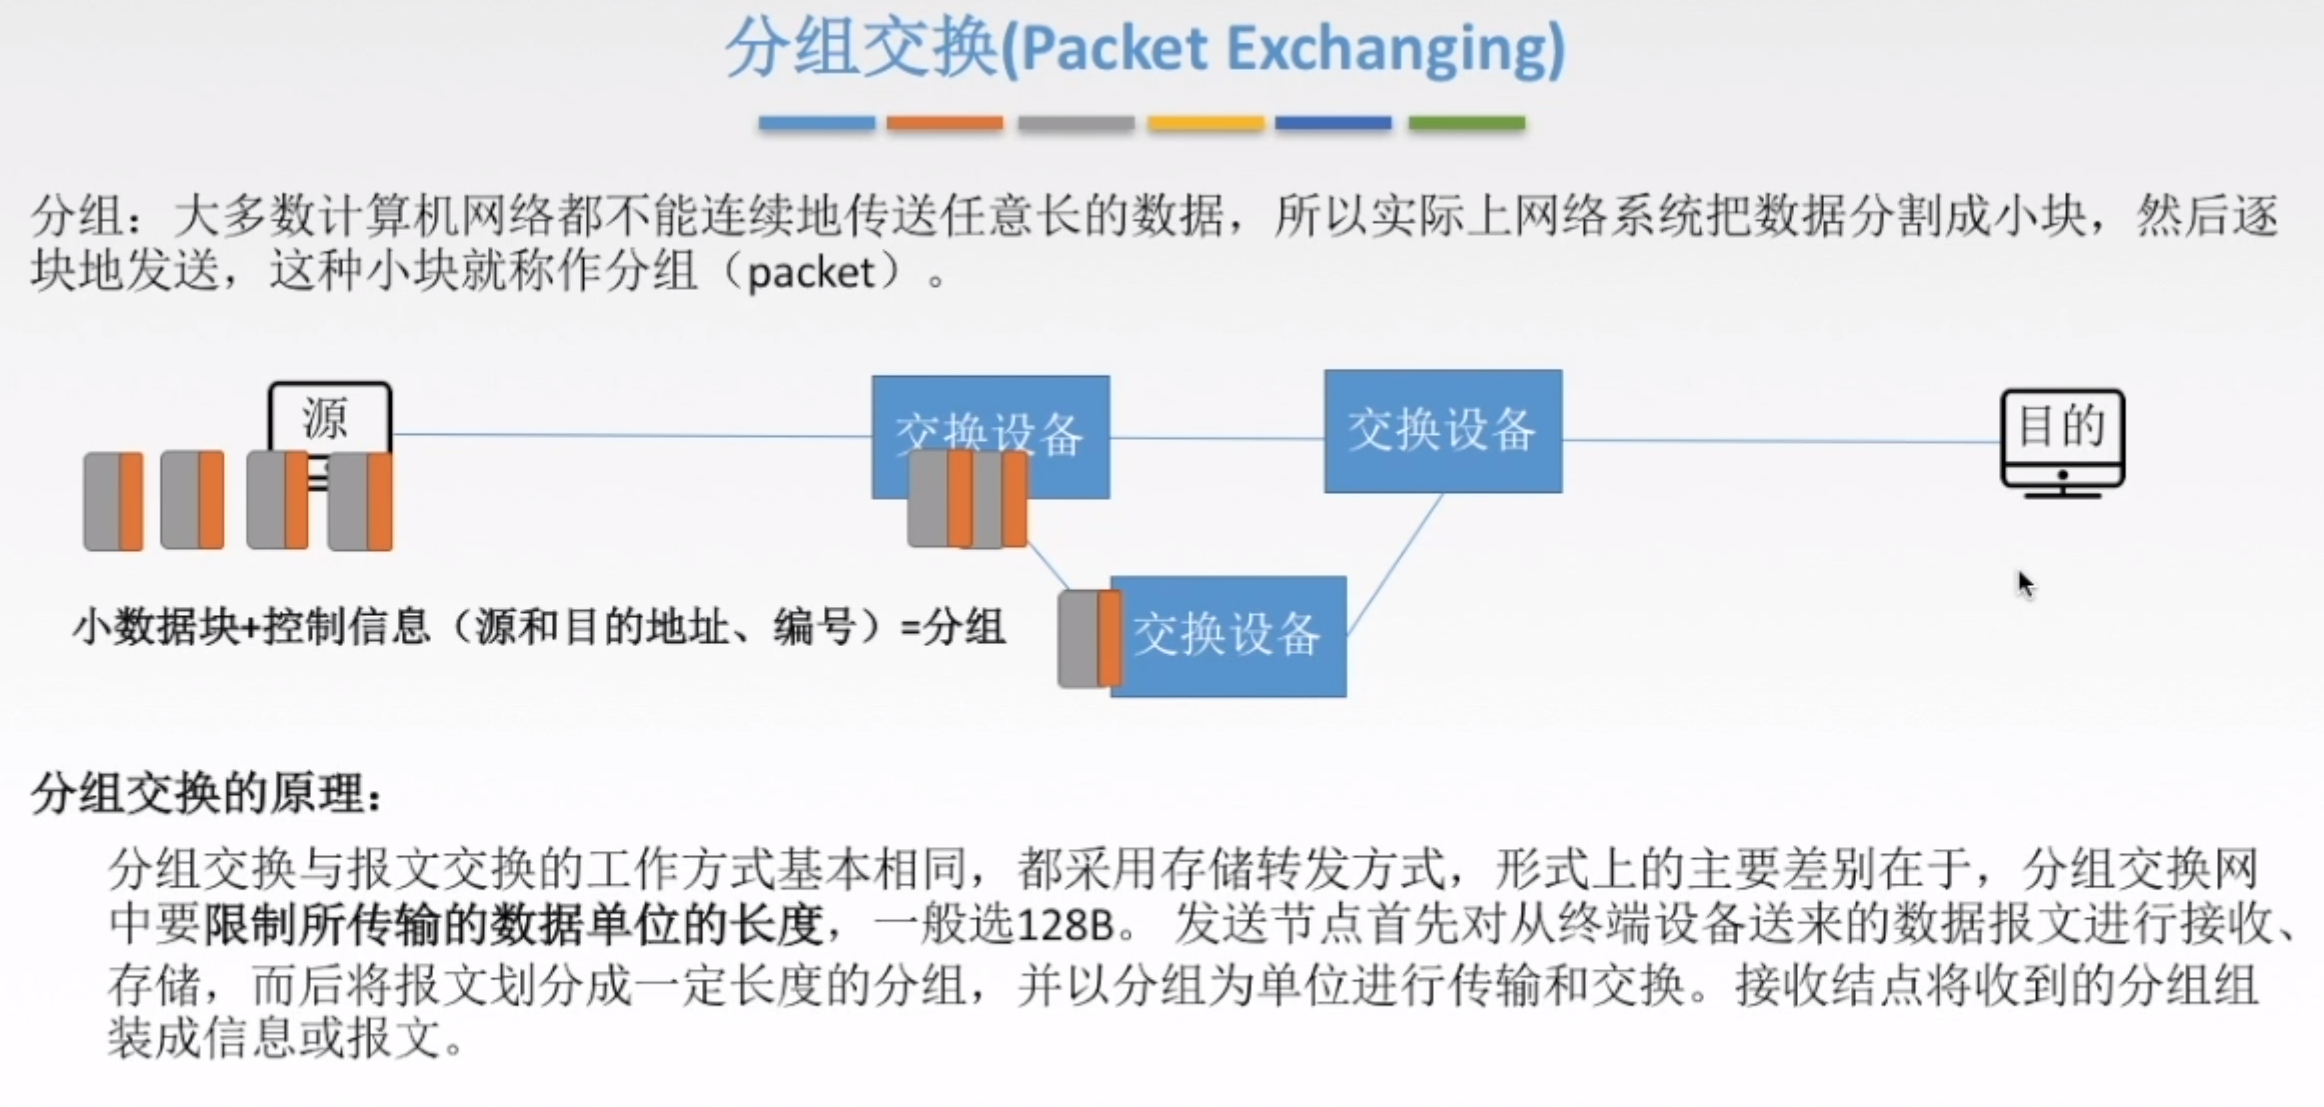 分组交换(Packet Exchanging)
分组：大多数计算机网络都不能连续地传送任意长的数据，所以实际上网络系统把数据分割成小块，然后逐
块地发送，这种小块就称作分组（packet）。
源
交换设备
交换设备
目的
交换设备
小数据块+控制信息（源和目的地址、编号）=分组
分组交换的原理：
分组交换与报文交换的工作方式基本相同，都采用存储转发方式，形式上的主要差别在于，分组交换网
中要限制所传输的数据单位的长度，一般选128B。 发送节点首先对从终端设备送来的数据报文进行接收、
存储，而后将报文划分成一定长度的分组，并以分组为单位进行传输和交换。接收结点将收到的分组组
装成信息或报文。